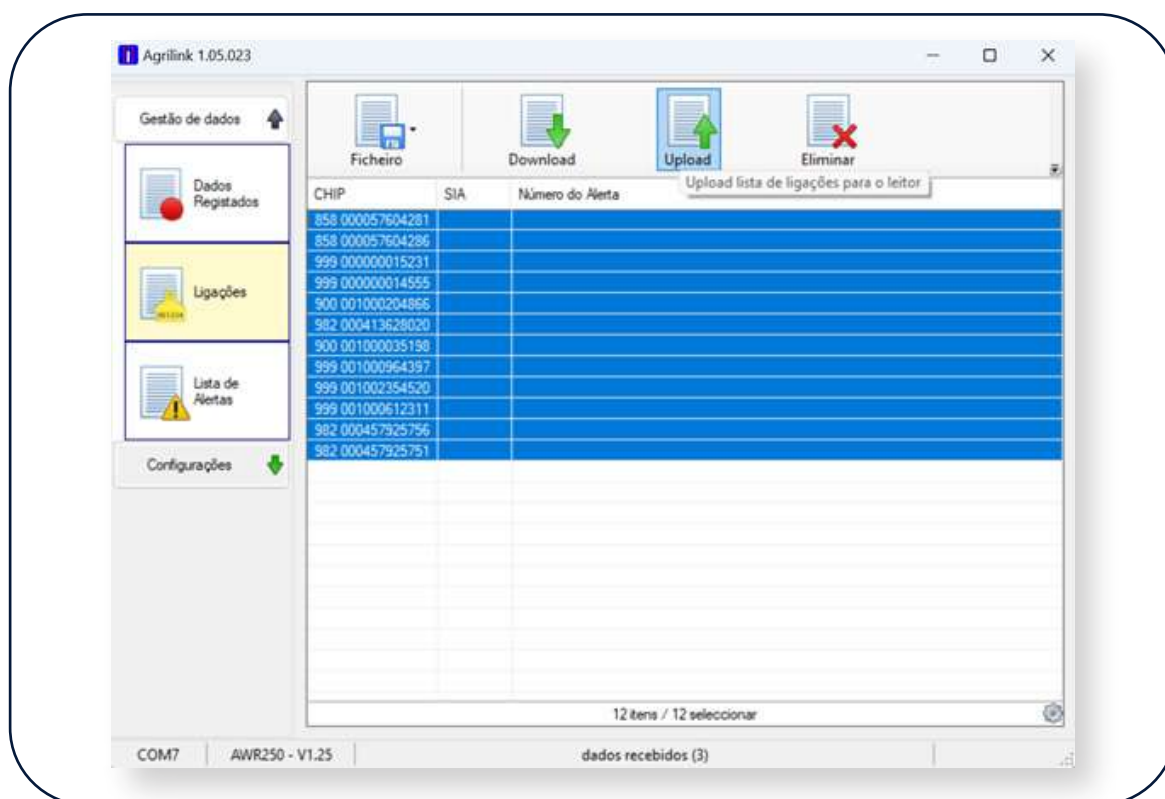 Agrilink 1.05.023
Gestão de dados
Dados
Registados
Ligações
Lista de
Alertas
Configurações
Ficheiro
Download
Upload
Eliminar
Upload lista de ligações para o leitor
CHIP SIA Número do Alerta
858 000057604281
858 000057604286
999 000000015231
999 000000014555
900 001000204866
982 000413628020
900 001000035198
999 001000964397
999 001002354520
999 001000612311
982 000457925756
982 000457925751
12 itens / 12 seleccionar
COM7 AWR250 - V1.25 dados recebidos (3)